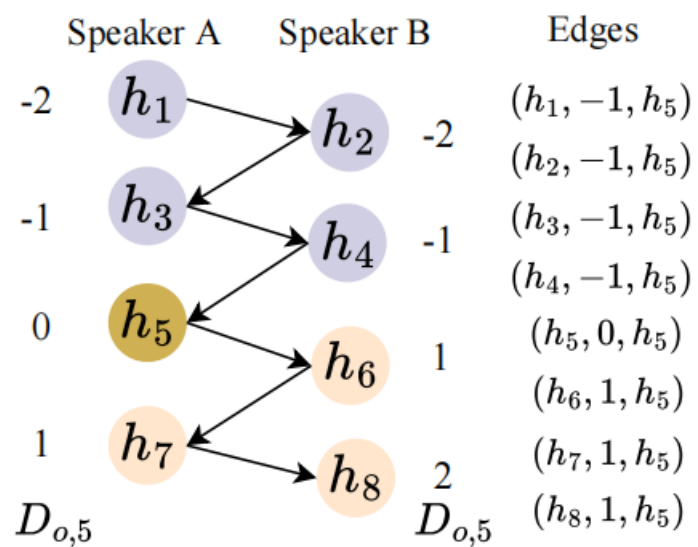 Speaker A Speaker B Edges
-2 h₁ (h₁, −1, h₅)
h₂ -2
(h₂, −1, h₅)
-1 h₃ (h₃, −1, h₅)
h₄ -1
(h₄, −1, h₅)
0 h₅ (h₅, 0, h₅)
h₆ 1
(h₆, 1, h₅)
1 h₇ (h₇, 1, h₅)
h₈ 2
D₀,₅ D₀,₅ (h₈, 1, h₅)